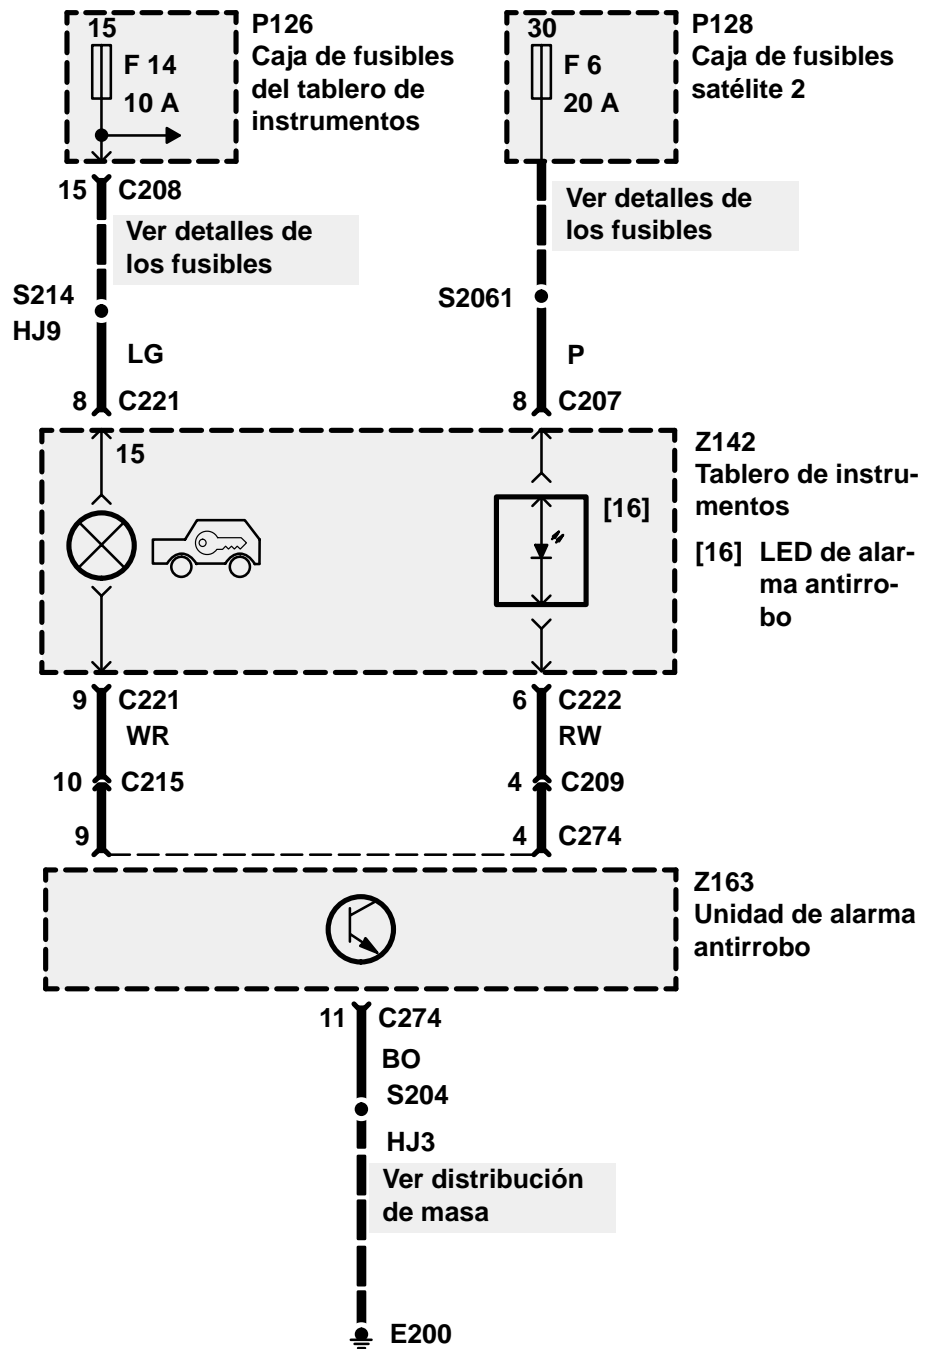 15
P126
Caja de fusibles
del tablero de
instrumentos
F 14
10 A
30
P128
Caja de fusibles
satélite 2
F 6
20 A
15 C208
Ver detalles de
los fusibles
Ver detalles de
los fusibles
S214
HJ9
S2061
LG
P
8 C221
8 C207
15
[16]
Z142
Tablero de instru-
mentos
[16] LED de alar-
ma antirro-
bo
9 C221
6 C222
WR
RW
10 C215
4 C209
9
4 C274
Z163
Unidad de alarma
antirrobo
11 C274
BO
S204
HJ3
Ver distribución
de masa
E200